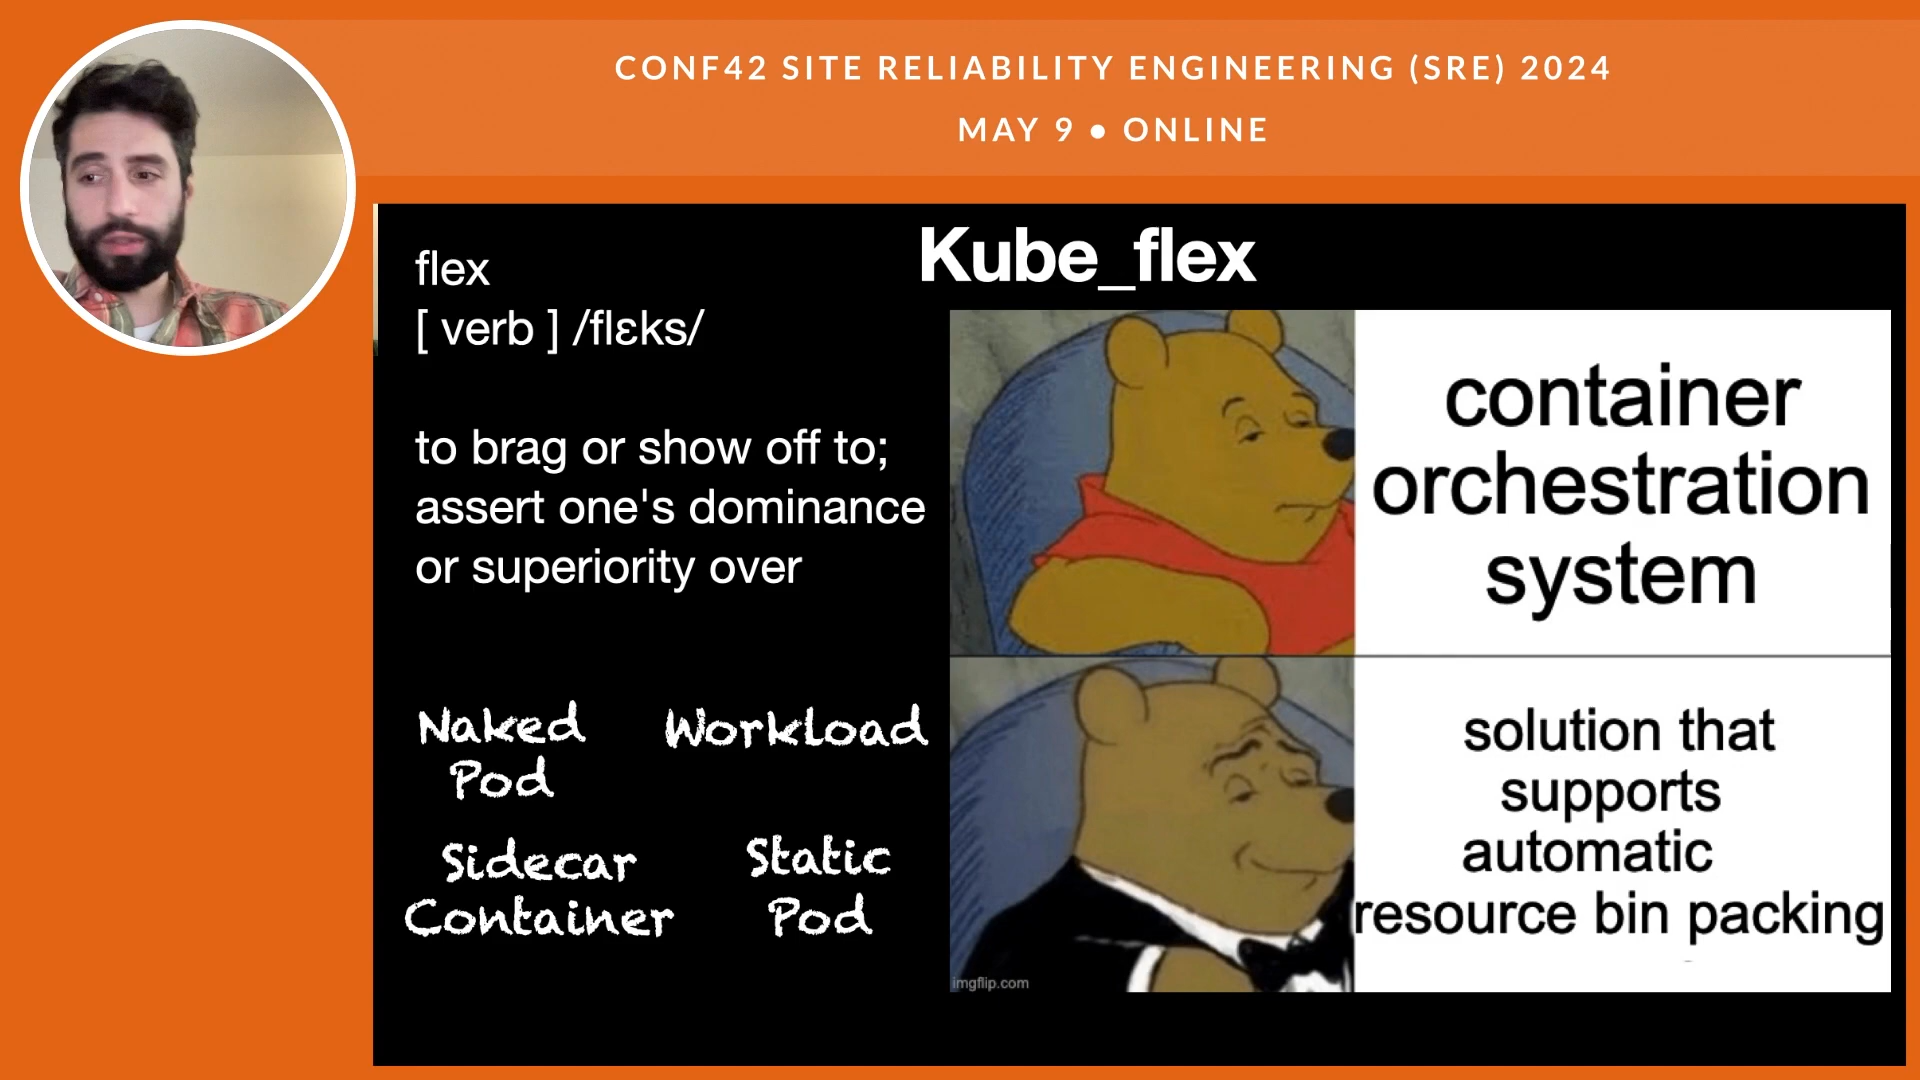 CONF42 SITE RELIABILITY ENGINEERING (SRE) 2024
MAY 9 • ONLINE
Kube_flex
flex
[ verb ] /flɛks/
to brag or show off to;
assert one's dominance
or superiority over
Naked
Pod
Workload
Sidecar
Container
Static
Pod
container
orchestration
system
solution that
supports
automatic
resource bin packing
imgflip.com